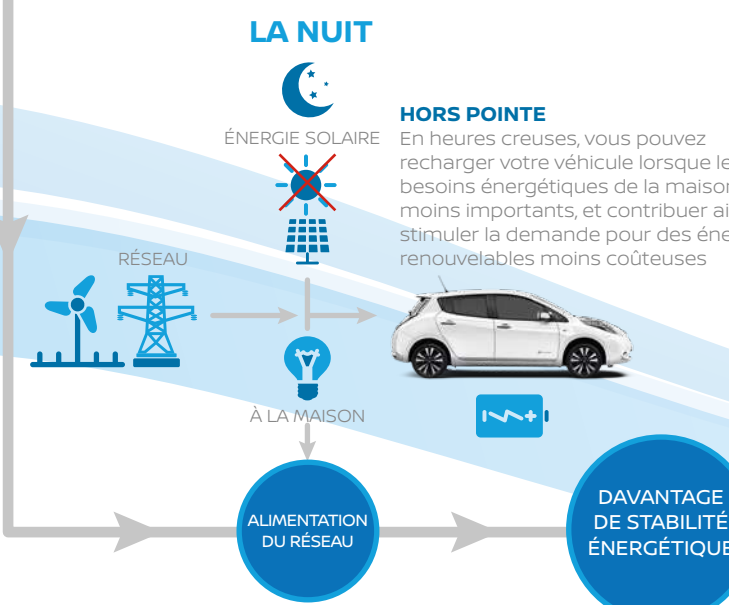 LA NUIT
ÉNERGIE SOLAIRE
HORS POINTE
En heures creuses, vous pouvez
recharger votre véhicule lorsque
besoins énergétiques de la
moins importants, et contribuer
stimuler la demande pour des
renouvelables moins coûteuses
RÉSEAU
À LA MAISON
ALIMENTATION
DU RÉSEAU
DAVANTAGE
DE STABILITÉ
ÉNERGÉTIQUE